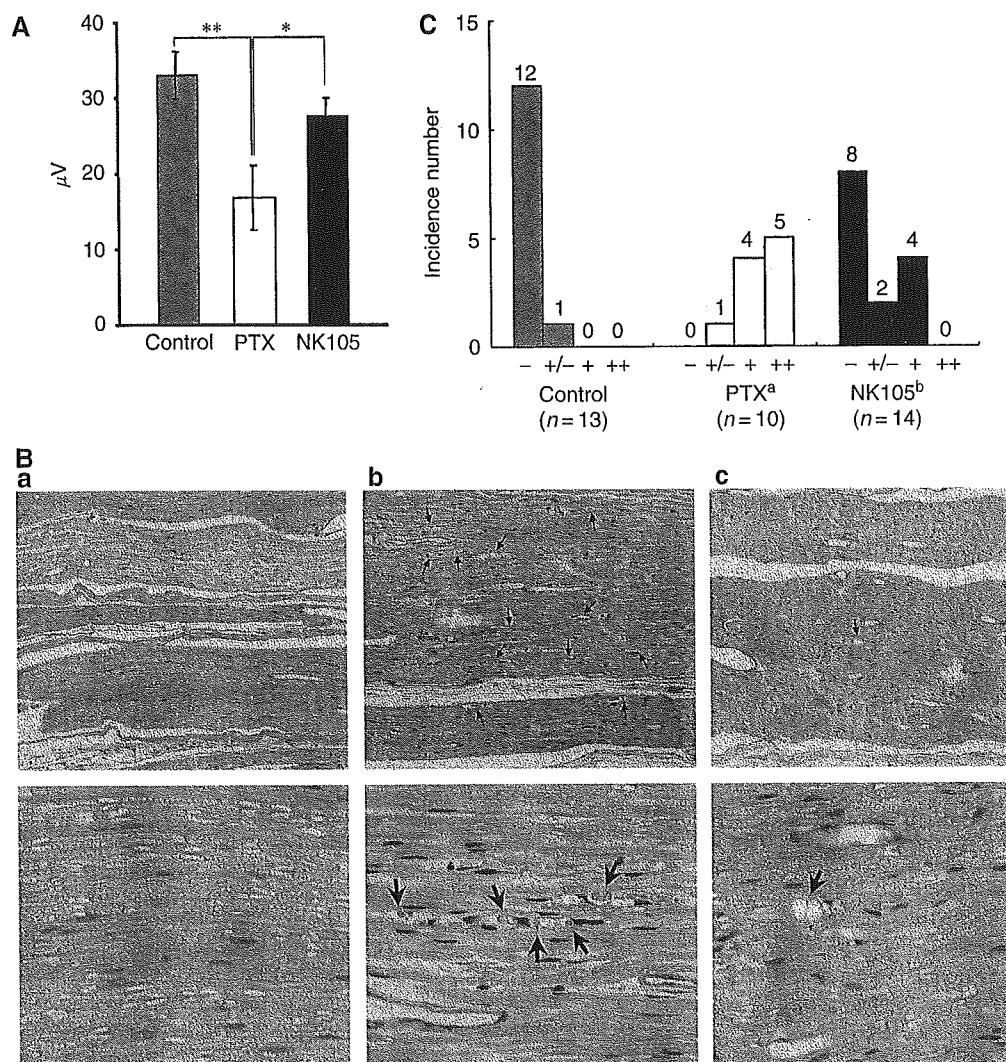 A
40
30
20
10
0
μV
**
*
Control PTX NK105
C
15
10
5
0
Incidence number
12
1
0
0
0
1
4
5
8
2
4
0
− +/− + ++
− +/− + ++
− +/− + ++
Control
(n = 13)
PTXᵃ
(n = 10)
NK105ᵇ
(n = 14)
B
a
b
c